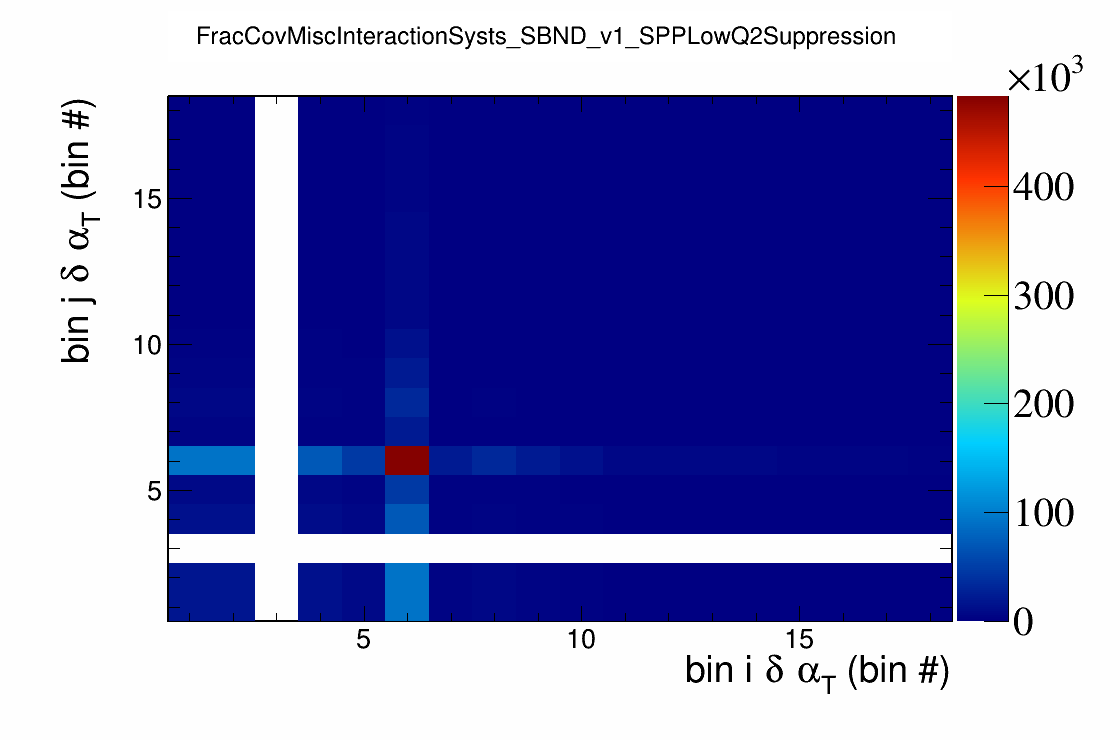 FracCovMiscInteractionSysts_SBND_v1_SPPLowQ2Suppression
×10³
bin j δ α_T (bin #)
15
10
5
400
300
200
100
0
5 10 15
bin i δ α_T (bin #)